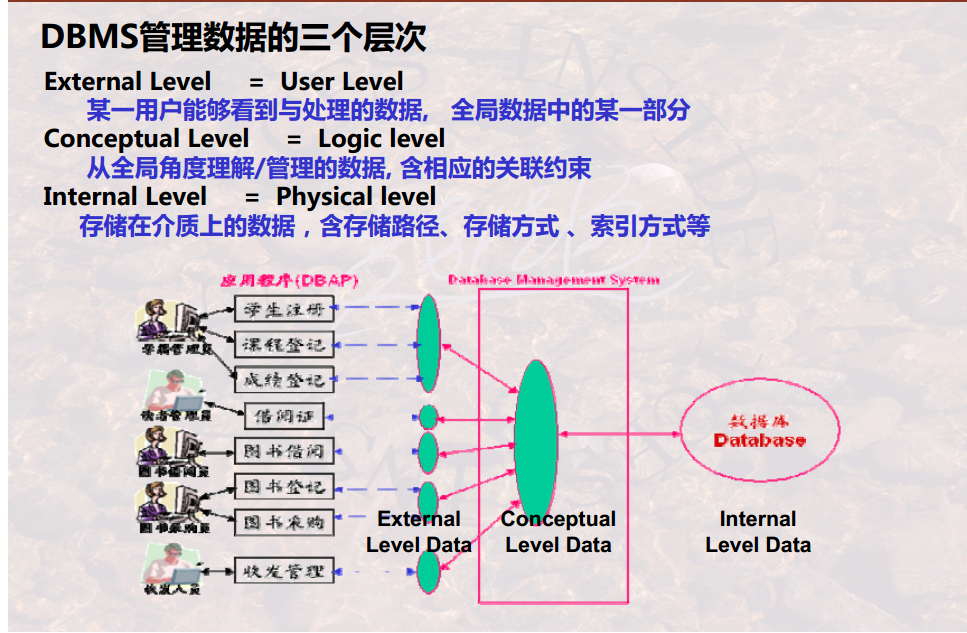 DBMS管理数据的三个层次
External Level = User Level
某一用户能够看到与处理的数据, 全局数据中的某一部分
Conceptual Level = Logic level
从全局角度理解/管理的数据, 含相应的关联约束
Internal Level = Physical level
存储在介质上的数据 , 含存储路径、存储方式 、索引方式等
应用程序(DBAP)
Database Management System
学生注册
学籍管理员
课程登记
成绩登记
读者管理员
借阅证
图书借阅
图书借阅员
图书登记
图书采购
图书采购员
收发管理
收发人员
数据库
Database
External
Level Data
Conceptual
Level Data
Internal
Level Data